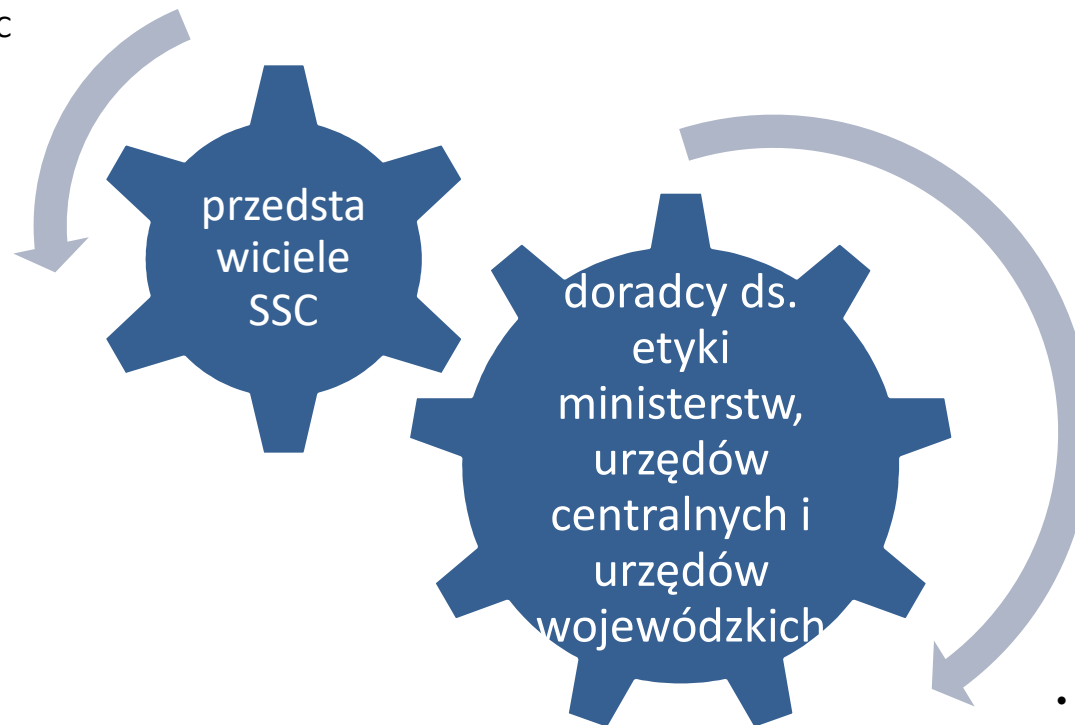 c
przedsta
wiciele
SSC
doradcy ds.
etyki
ministerstw,
urzędów
centralnych i
urzędów
wojewódzkich
•